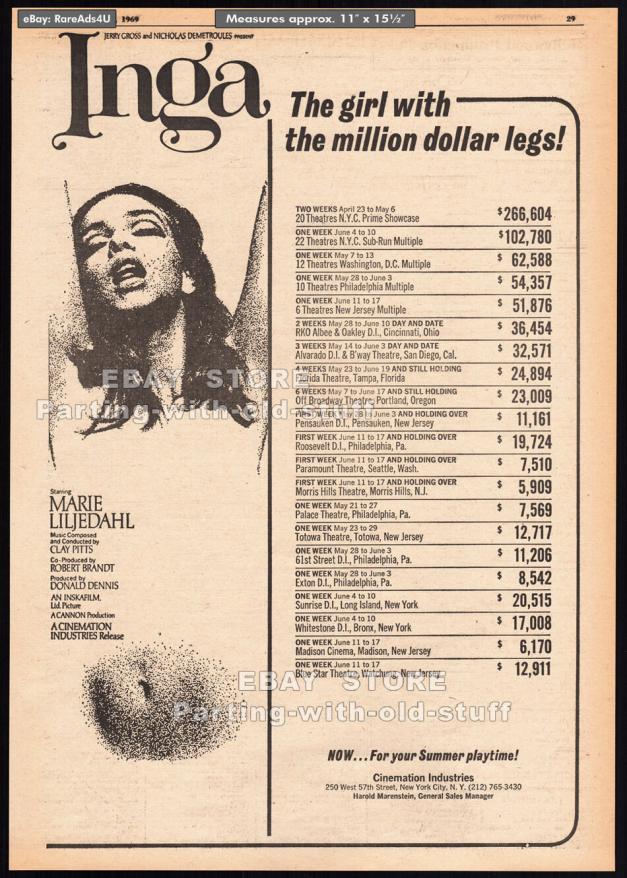 eBay: RareAds4U
1969
Measures approx. 11" x 15½"
29
JERRY GROSS and NICHOLAS DEMETROULES present
Inga
The girl with
the million dollar legs!
TWO WEEKS April 23 to May 6
20 Theatres N.Y.C. Prime Showcase $266,604
ONE WEEK June 4 to 10
22 Theatres N.Y.C. Sub-Run Multiple $102,780
ONE WEEK May 7 to 13
12 Theatres Washington, D.C. Multiple $ 62,588
ONE WEEK May 28 to June 3
10 Theatres Philadelphia Multiple $ 54,357
ONE WEEK June 11 to 17
6 Theatres New Jersey Multiple $ 51,876
2 WEEKS May 28 to June 10 DAY AND DATE
RKO Albee & Oakley D.I., Cincinnati, Ohio $ 36,454
3 WEEKS May 14 to June 3 DAY AND DATE
Alvarado D.I. & B'way Theatre, San Diego, Cal. $ 32,571
4 WEEKS May 23 to June 19 AND STILL HOLDING
Florida Theatre, Tampa, Florida $ 24,894
6 WEEKS May 7 to June 17 AND STILL HOLDING
Off Broadway Theatre, Portland, Oregon $ 23,009
to June 3 AND HOLDING OVER
Pensauken D.I., Pensauken, New Jersey $ 11,161
FIRST WEEK June 11 to 17 AND HOLDING OVER
Roosevelt D.I., Philadelphia, Pa. $ 19,724
FIRST WEEK June 11 to 17 AND HOLDING OVER
Paramount Theatre, Seattle, Wash. $ 7,510
FIRST WEEK June 11 to 17 AND HOLDING OVER
Morris Hills Theatre, Morris Hills, N.J. $ 5,909
ONE WEEK May 21 to 27
Palace Theatre, Philadelphia, Pa. $ 7,569
ONE WEEK May 23 to 29
Totowa Theatre, Totowa, New Jersey $ 12,717
ONE WEEK May 28 to June 3
61st Street D.I., Philadelphia, Pa. $ 11,206
ONE WEEK May 28 to June 3
Exton D.I., Philadelphia, Pa. $ 8,542
ONE WEEK June 4 to 10
Sunrise D.I., Long Island, New York $ 20,515
ONE WEEK June 4 to 10
Whitestone D.I., Bronx, New York $ 17,008
ONE WEEK June 11 to 17
Madison Cinema, Madison, New Jersey $ 6,170
ONE WEEK June 11 to 17
Blue Star Theatre, Watchung, New Jersey $ 12,911
EBAY STORE
Parting-with-old-stuff
Starring
MARIE
LILJEDAHL
Music Composed
and Conducted by
CLAY PITTS
Co-Produced by
ROBERT BRANDT
Produced by
DONALD DENNIS
AN INSKAFILM,
Ltd. Picture
A CANNON Production
A CINEMATION
INDUSTRIES Release
EBAY STORE
Parting-with-old-stuff
NOW...For your Summer playtime!
Cinemation Industries
250 West 57th Street, New York City, N. Y. (212) 765-3430
Harold Marenstein, General Sales Manager